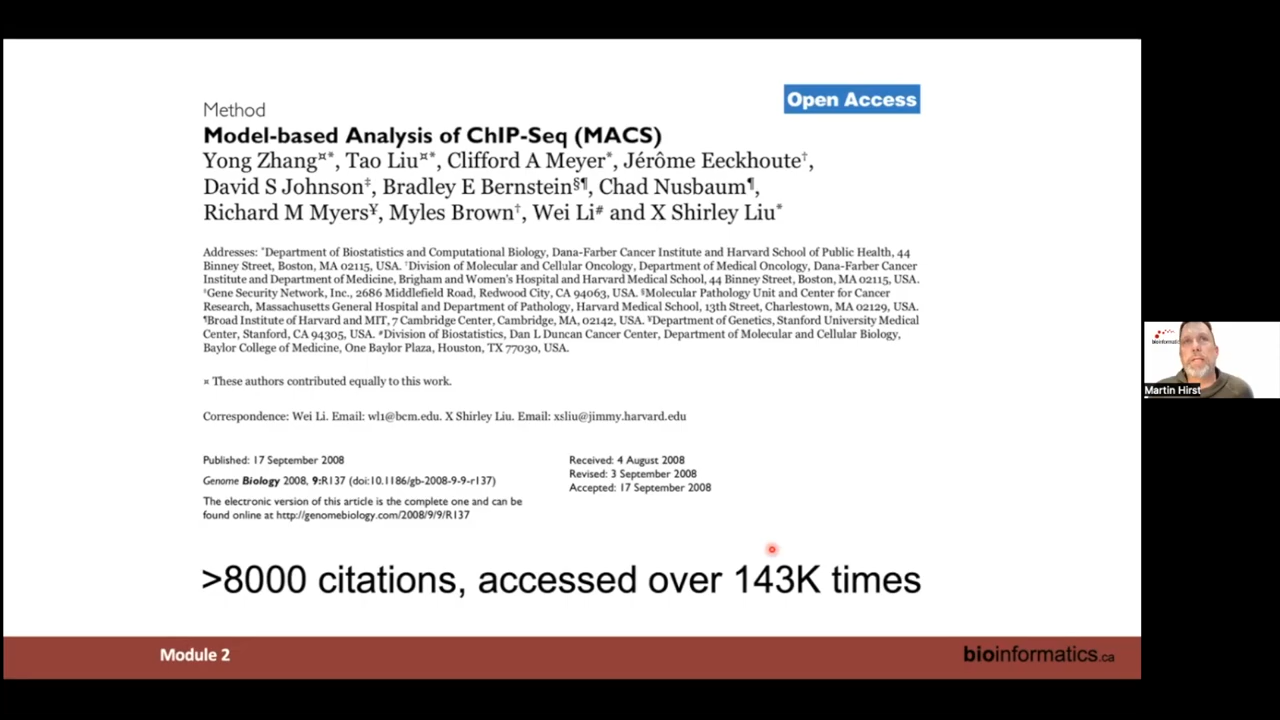 Method
Open Access
Model-based Analysis of ChIP-Seq (MACS)
Yong Zhang¤*, Tao Liu¤*, Clifford A Meyer*, Jérôme Eeckhoute†,
David S Johnson‡, Bradley E Bernstein§¶, Chad Nusbaum¶,
Richard M Myers¥, Myles Brown†, Wei Li# and X Shirley Liu*
Addresses: *Department of Biostatistics and Computational Biology, Dana-Farber Cancer Institute and Harvard School of Public Health, 44
Binney Street, Boston, MA 02115, USA. †Division of Molecular and Cellular Oncology, Department of Medical Oncology, Dana-Farber Cancer
Institute and Department of Medicine, Brigham and Women's Hospital and Harvard Medical School, 44 Binney Street, Boston, MA 02115, USA.
‡Gene Security Network, Inc., 2686 Middlefield Road, Redwood City, CA 94063, USA. §Molecular Pathology Unit and Center for Cancer
Research, Massachusetts General Hospital and Department of Pathology, Harvard Medical School, 13th Street, Charlestown, MA 02129, USA.
¶Broad Institute of Harvard and MIT, 7 Cambridge Center, Cambridge, MA, 02142, USA. ¥Department of Genetics, Stanford University Medical
Center, Stanford, CA 94305, USA. #Division of Biostatistics, Dan L Duncan Cancer Center, Department of Molecular and Cellular Biology,
Baylor College of Medicine, One Baylor Plaza, Houston, TX 77030, USA.
¤ These authors contributed equally to this work.
Correspondence: Wei Li. Email: wl1@bcm.edu. X Shirley Liu. Email: xsliu@jimmy.harvard.edu
Published: 17 September 2008
Genome Biology 2008, 9:R137 (doi:10.1186/gb-2008-9-9-r137)
The electronic version of this article is the complete one and can be
found online at http://genomebiology.com/2008/9/9/R137
Received: 4 August 2008
Revised: 3 September 2008
Accepted: 17 September 2008
>8000 citations, accessed over 143K times
Module 2
bioinformatics.ca
Martin Hirst